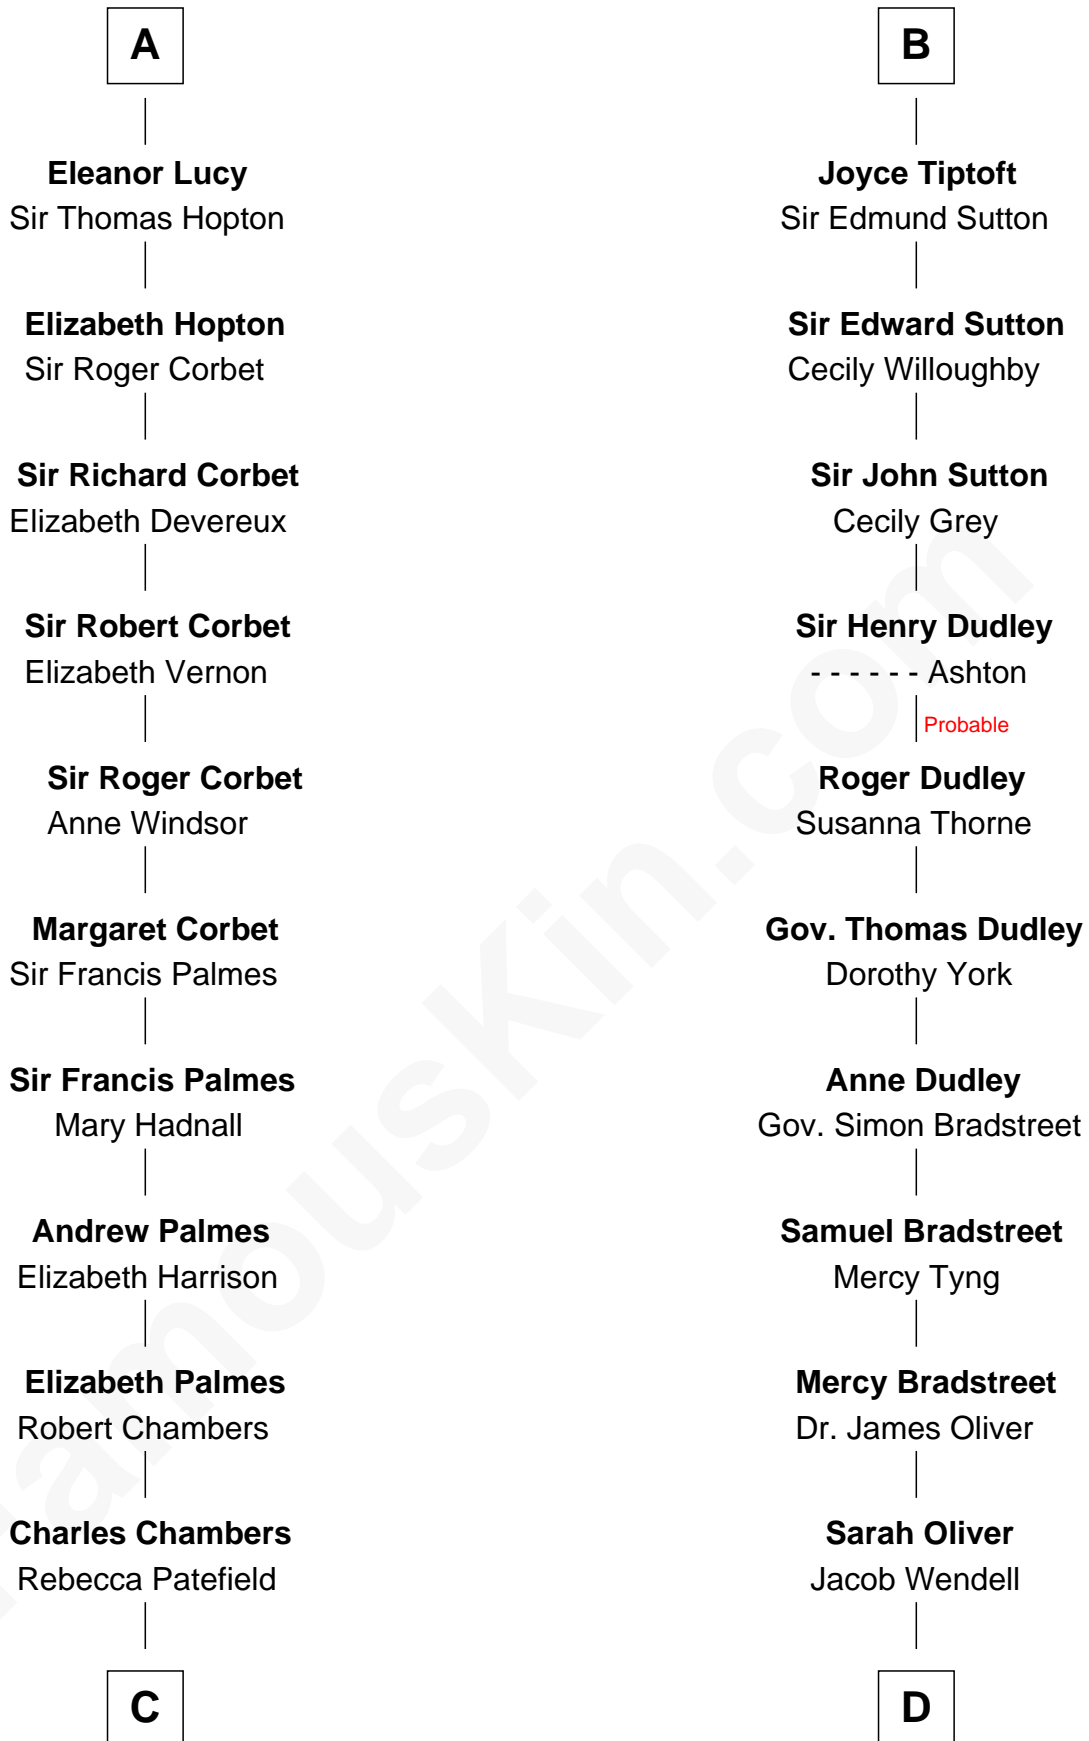 A
Eleanor Lucy
Sir Thomas Hopton
Elizabeth Hopton
Sir Roger Corbet
Sir Richard Corbet
Elizabeth Devereux
Sir Robert Corbet
Elizabeth Vernon
Sir Roger Corbet
Anne Windsor
Margaret Corbet
Sir Francis Palmes
Sir Francis Palmes
Mary Hadnall
Andrew Palmes
Elizabeth Harrison
Elizabeth Palmes
Robert Chambers
Charles Chambers
Rebecca Patefield
C
B
Joyce Tiptoft
Sir Edmund Sutton
Sir Edward Sutton
Cecily Willoughby
Sir John Sutton
Cecily Grey
Sir Henry Dudley
- - - - - - Ashton
Probable
Roger Dudley
Susanna Thorne
Gov. Thomas Dudley
Dorothy York
Anne Dudley
Gov. Simon Bradstreet
Samuel Bradstreet
Mercy Tyng
Mercy Bradstreet
Dr. James Oliver
Sarah Oliver
Jacob Wendell
D
FamousKin.com